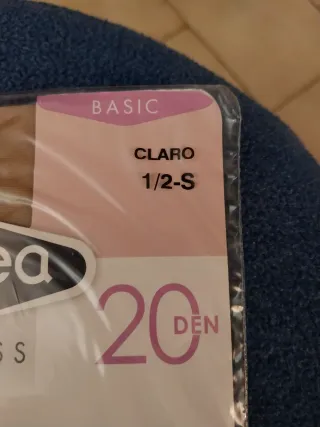 BASIC
CLARO
1/2-S
ea
20 DEN
SS